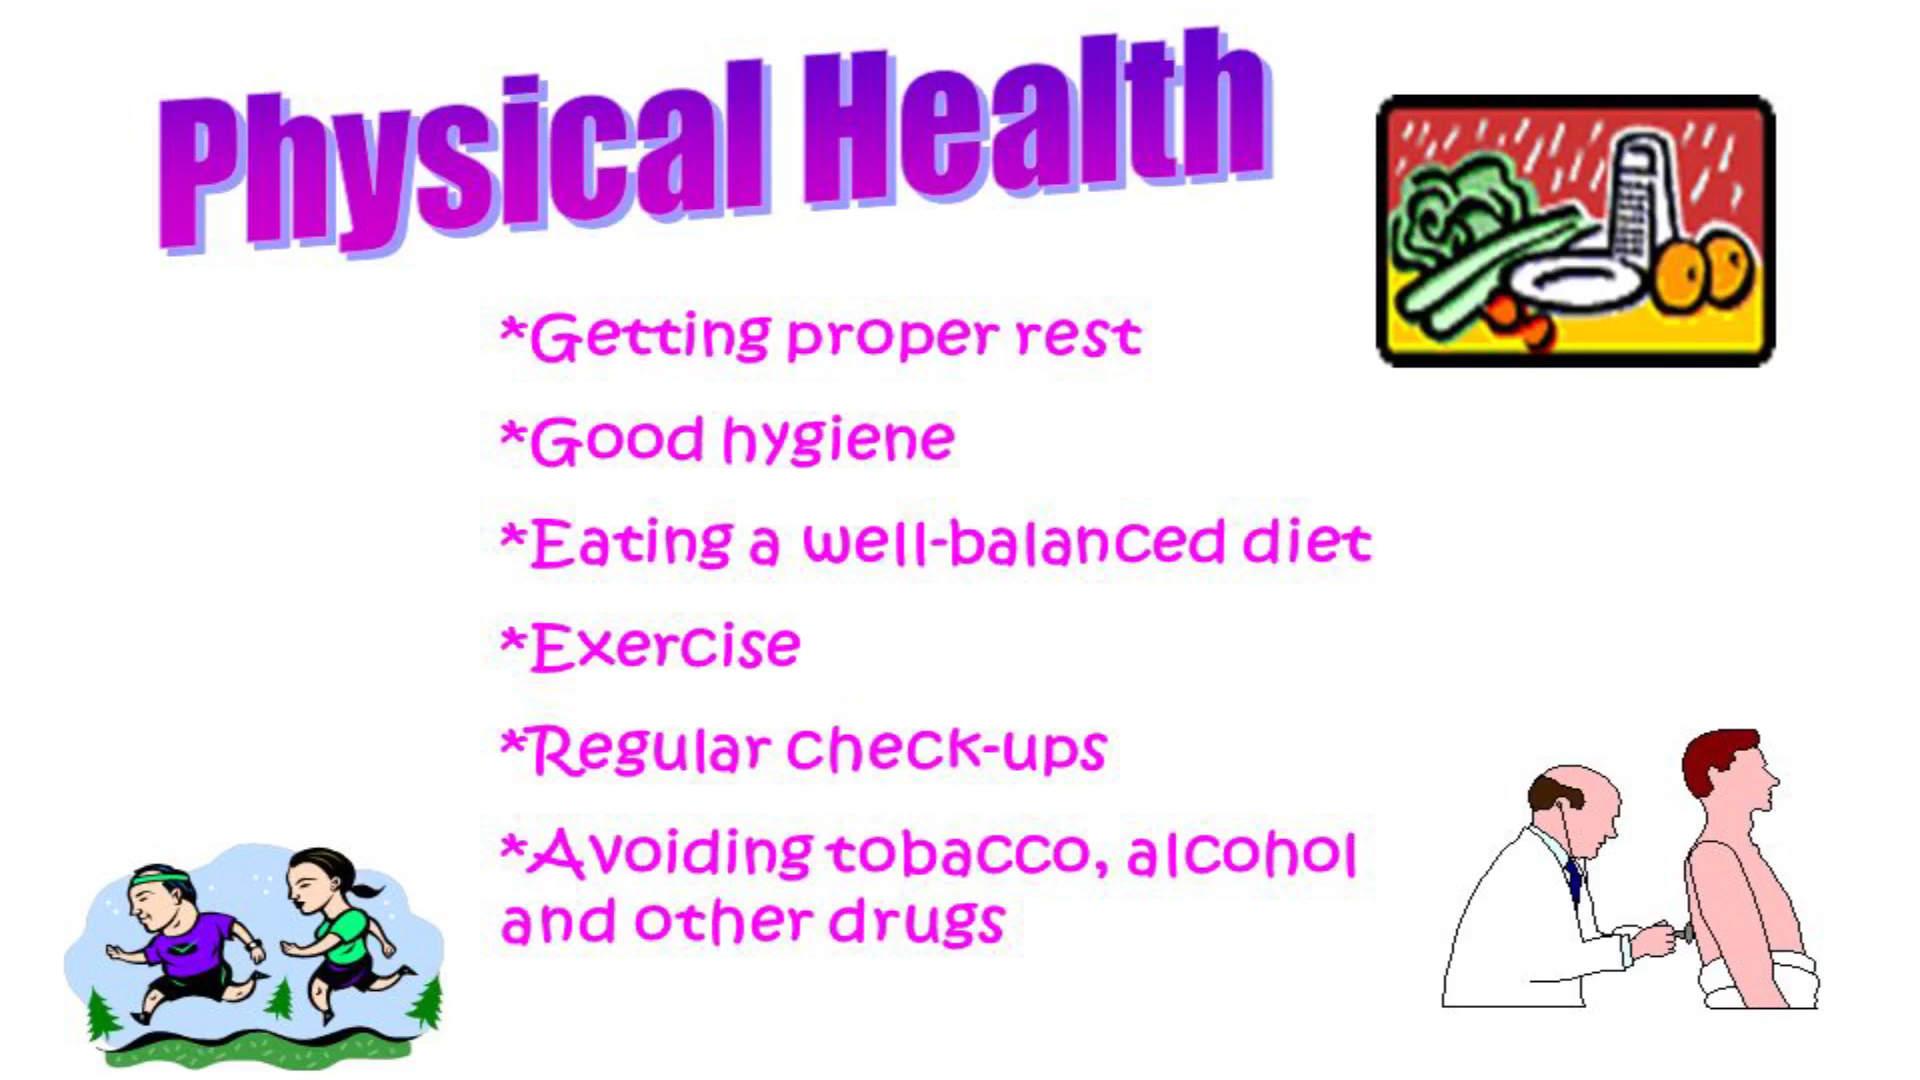 Physical Health
*Getting proper rest
*Good hygiene
*Eating a well-balanced diet
*Exercise
*Regular check-ups
*Avoiding tobacco, alcohol
and other drugs